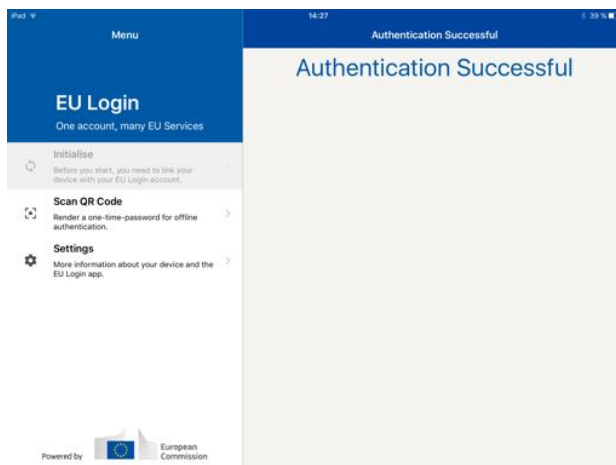 iPad
14:27
39 %
Menu
Authentication Successful
EU Login
One account, many EU Services
Initialise
Before you start, you need to link your
device with your EU Login account.
Scan QR Code
Render a one-time-password for offline
authentication.
Settings
More information about your device and the
EU Login app.
Powered by
European
Commission
Authentication Successful